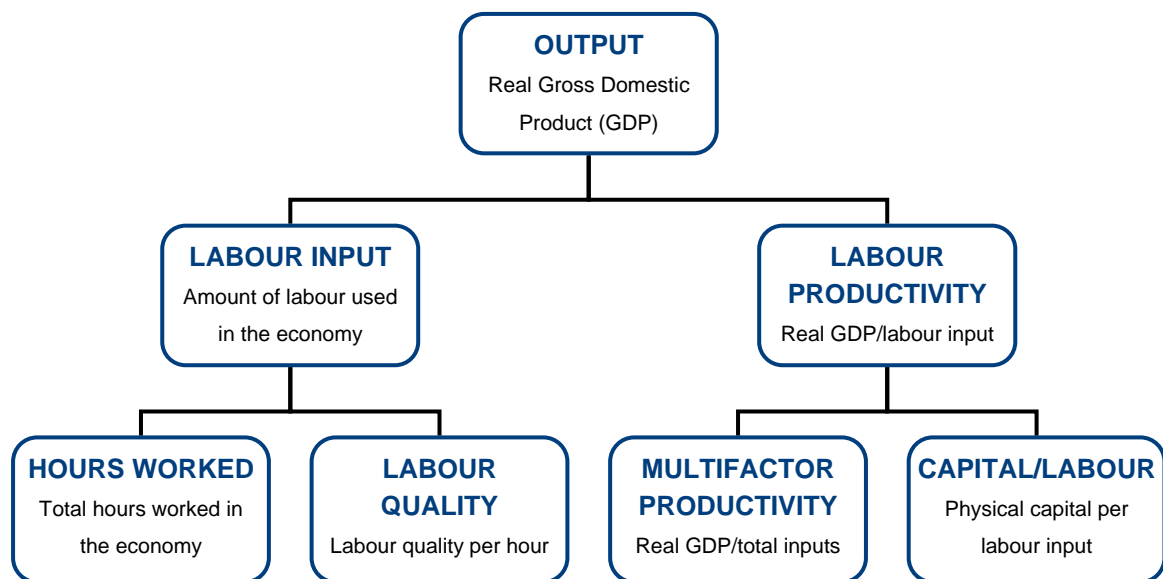 OUTPUT
Real Gross Domestic
Product (GDP)
LABOUR INPUT
Amount of labour used
in the economy
LABOUR
PRODUCTIVITY
Real GDP/labour input
HOURS WORKED
Total hours worked in
the economy
LABOUR
QUALITY
Labour quality per hour
MULTIFACTOR
PRODUCTIVITY
Real GDP/total inputs
CAPITAL/LABOUR
Physical capital per
labour input